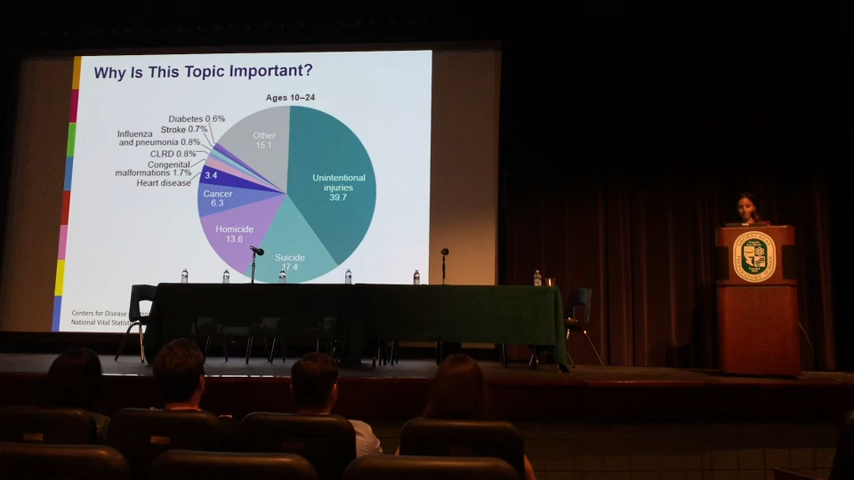 Why Is This Topic Important?
Ages 10–24
Diabetes 0.6%
Stroke 0.7%
Influenza
and pneumonia 0.8%
CLRD 0.8%
Congenital
malformations 1.7%
Heart disease
3.4
Other
15.1
Cancer
6.3
Homicide
13.6
Suicide
17.4
Unintentional
injuries
39.7
Centers for Disease
National Vital